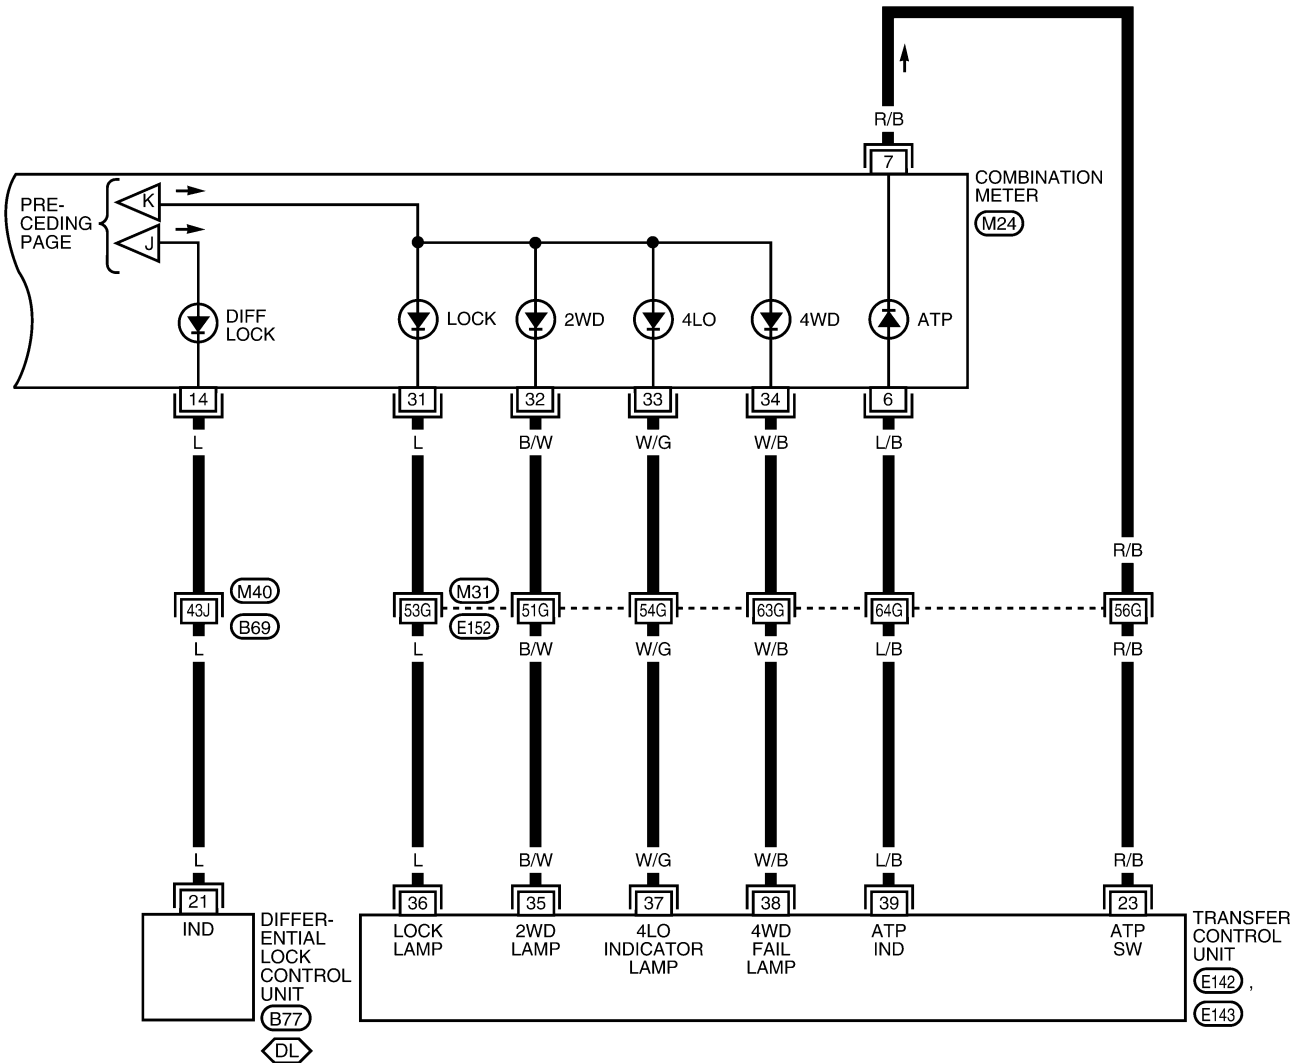 R/B
7
COMBINATION
METER
M24
PRE-
CEDING
PAGE
K
J
DIFF
LOCK
LOCK
2WD
4LO
4WD
ATP
14
31
32
33
34
6
L
L
B/W
W/G
W/B
L/B
R/B
M40
M31
43J
53G
51G
54G
63G
64G
56G
B69
E152
L
L
B/W
W/G
W/B
L/B
R/B
L
L
B/W
W/G
W/B
L/B
R/B
21
36
35
37
38
39
23
IND
DIFFER-
ENTIAL
LOCK
CONTROL
UNIT
B77
DL
LOCK
LAMP
2WD
LAMP
4LO
INDICATOR
LAMP
4WD
FAIL
LAMP
ATP
IND
ATP
SW
TRANSFER
CONTROL
UNIT
E142 ,
E143